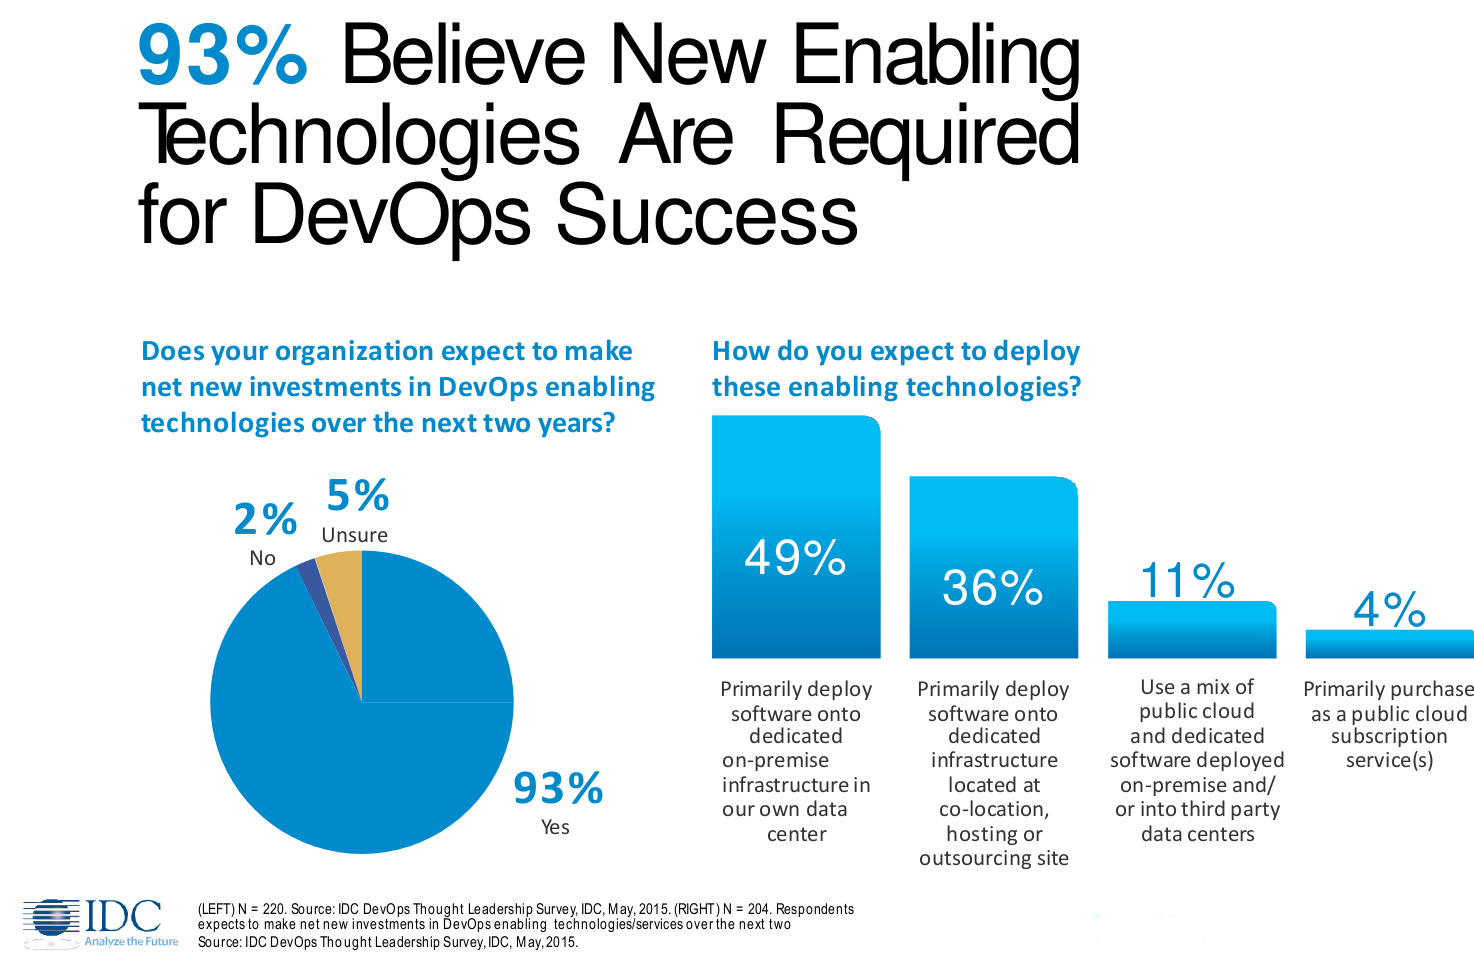 93% Believe New Enabling
Technologies Are Required
for DevOps Success
Does your organization expect to make
net new investments in DevOps enabling
technologies over the next two years?
5%
Unsure
2%
No
93%
Yes
How do you expect to deploy
these enabling technologies?
49%
36%
11%
4%
Primarily deploy
software onto
dedicated
on-premise
infrastructure in
our own data
center
Primarily deploy
software onto
dedicated
infrastructure
located at
co-location,
hosting or
outsourcing site
Use a mix of
public cloud
and dedicated
software deployed
on-premise and/
or into third party
data centers
Primarily purchase
as a public cloud
subscription
service(s)
IDC
Analyze the Future
(LEFT) N = 220. Source: IDC DevOps Thought Leadership Survey, IDC, May, 2015. (RIGHT) N = 204. Respondents
expects to make net new investments in DevOps enabling technologies/services over the next two
Source: IDC DevOps Thought Leadership Survey, IDC, May, 2015.